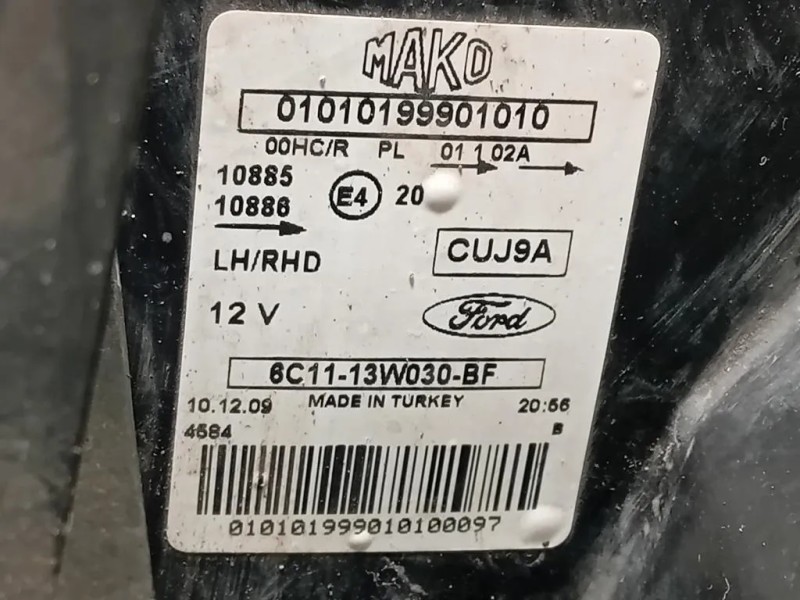 MAKO
01010199901010
00HC/R PL 01 1 02A
10885
10886
E4 20
LH/RHD
CUJ9A
12 V
Ford
6C11-13W030-BF
10.12.09 MADE IN TURKEY 20:56
4584 B
010101999010100097